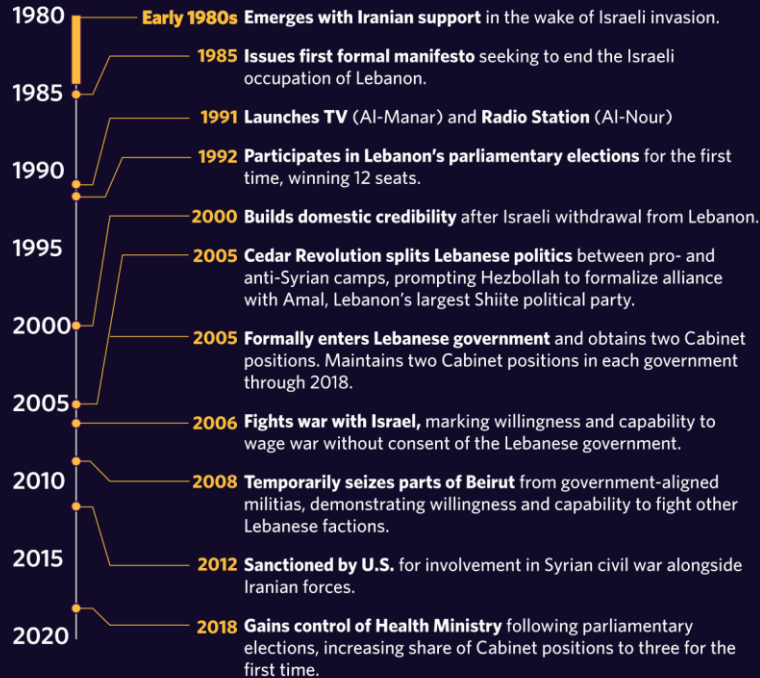 1980
Early 1980s Emerges with Iranian support in the wake of Israeli invasion.
1985 Issues first formal manifesto seeking to end the Israeli
occupation of Lebanon.
1985
1991 Launches TV (Al-Manar) and Radio Station (Al-Nour)
1992 Participates in Lebanon's parliamentary elections for the first
time, winning 12 seats.
1990
2000 Builds domestic credibility after Israeli withdrawal from Lebanon.
1995
2005 Cedar Revolution splits Lebanese politics between pro- and
anti-Syrian camps, prompting Hezbollah to formalize alliance
with Amal, Lebanon's largest Shiite political party.
2000
2005 Formally enters Lebanese government and obtains two Cabinet
positions. Maintains two Cabinet positions in each government
through 2018.
2005
2006 Fights war with Israel, marking willingness and capability to
wage war without consent of the Lebanese government.
2010
2008 Temporarily seizes parts of Beirut from government-aligned
militias, demonstrating willingness and capability to fight other
Lebanese factions.
2015
2012 Sanctioned by U.S. for involvement in Syrian civil war alongside
Iranian forces.
2018 Gains control of Health Ministry following parliamentary
elections, increasing share of Cabinet positions to three for the
first time.
2020